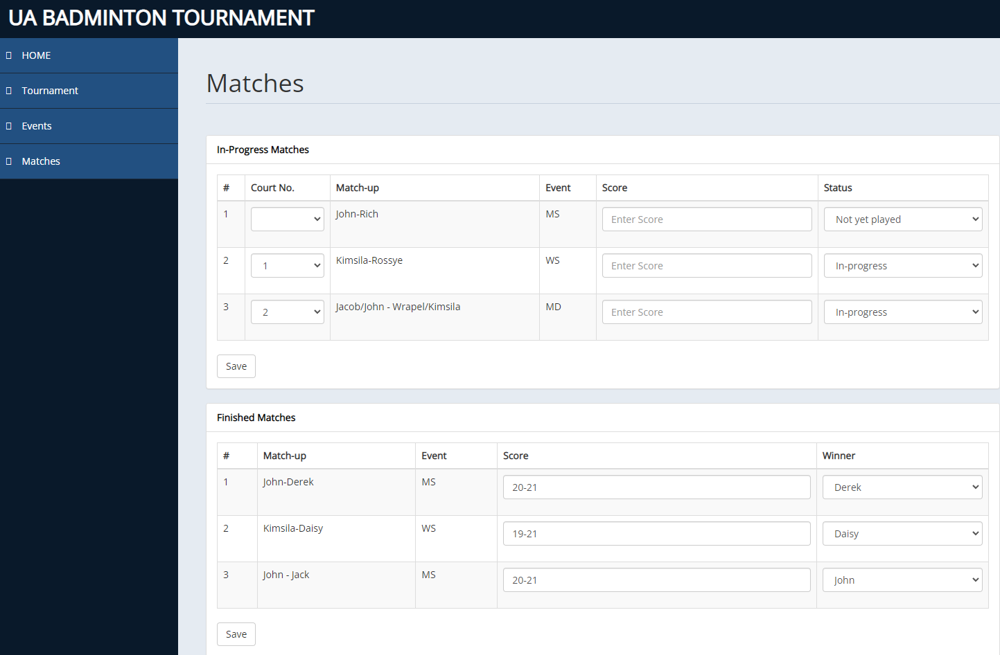 UA BADMINTON TOURNAMENT
HOME
Tournament
Events
Matches
Matches
In-Progress Matches
# Court No. Match-up Event Score Status
1 John-Rich MS Enter Score Not yet played
2 1 Kimsila-Rossye WS Enter Score In-progress
3 2 Jacob/John - Wrapel/Kimsila MD Enter Score In-progress
Save
Finished Matches
# Match-up Event Score Winner
1 John-Derek MS 20-21 Derek
2 Kimsila-Daisy WS 19-21 Daisy
3 John - Jack MS 20-21 John
Save